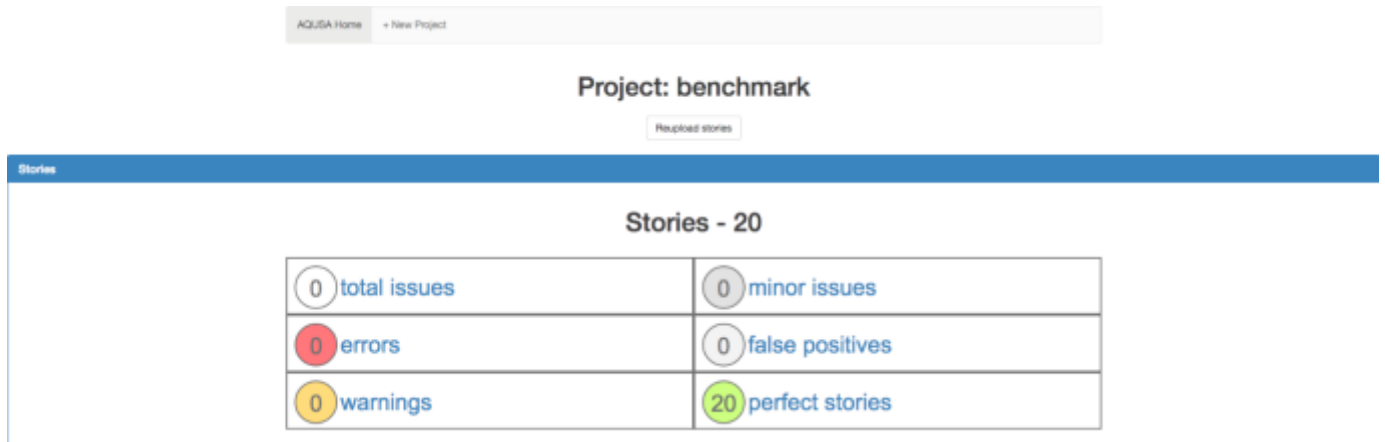 AQUSA Home + New Project
Project: benchmark
Reupload stories
Stories
Stories - 20
0 total issues 0 minor issues
0 errors 0 false positives
0 warnings 20 perfect stories